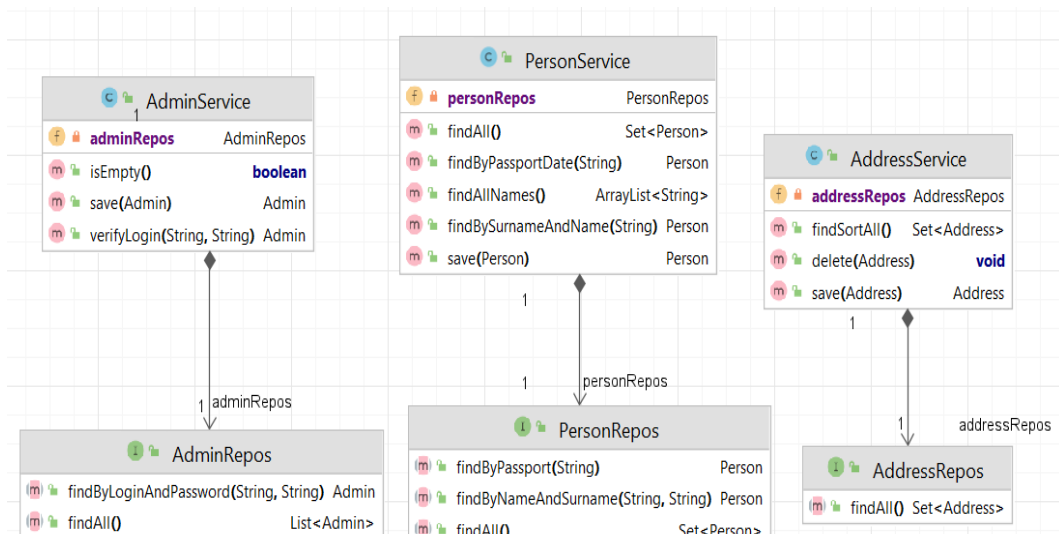 AdminService
1
adminRepos AdminRepos
isEmpty() boolean
save(Admin) Admin
verifyLogin(String, String) Admin
1 adminRepos
AdminRepos
findByLoginAndPassword(String, String) Admin
findAll() List<Admin>
PersonService
personRepos PersonRepos
findAll() Set<Person>
findByPassportDate(String) Person
findAllNames() ArrayList<String>
findBySurnameAndName(String) Person
save(Person) Person
1
1 personRepos
PersonRepos
findByPassport(String) Person
findByNameAndSurname(String, String) Person
findAll() Set<Person>
AddressService
addressRepos AddressRepos
findSortAll() Set<Address>
delete(Address) void
save(Address) Address
1
1 addressRepos
AddressRepos
findAll() Set<Address>